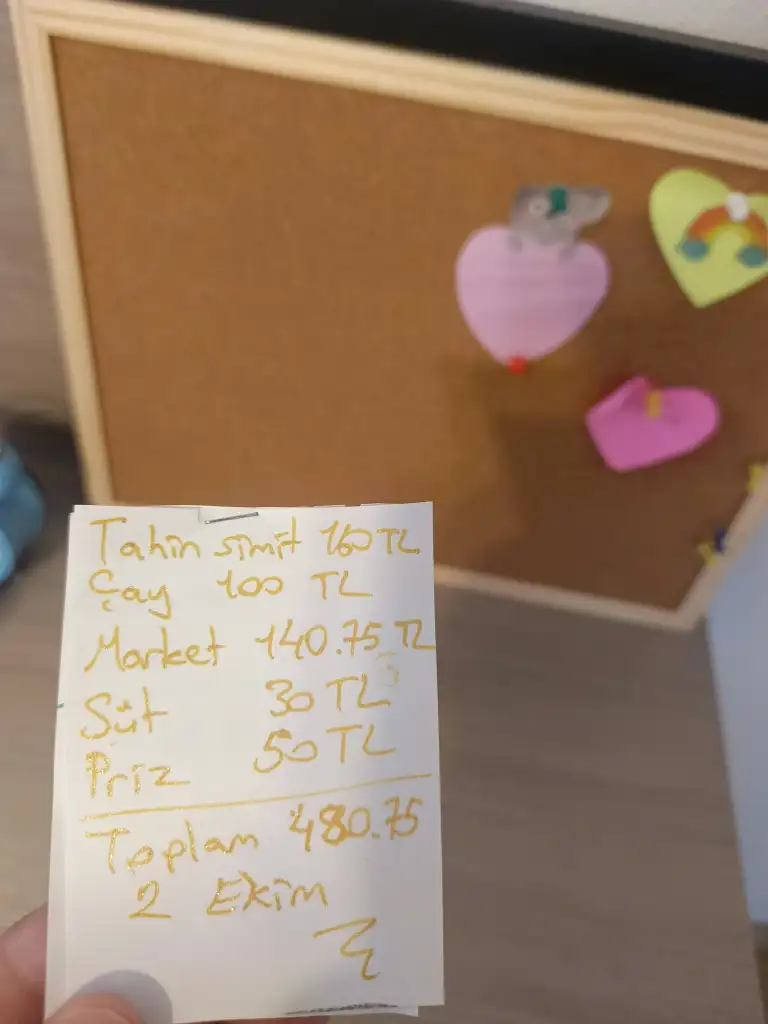 Tahin simit 160 TL
Çay 100 TL
Market 140.75 TL
Süt 30 TL
Priz 50 TL
Toplam 480.75
2 Ekim